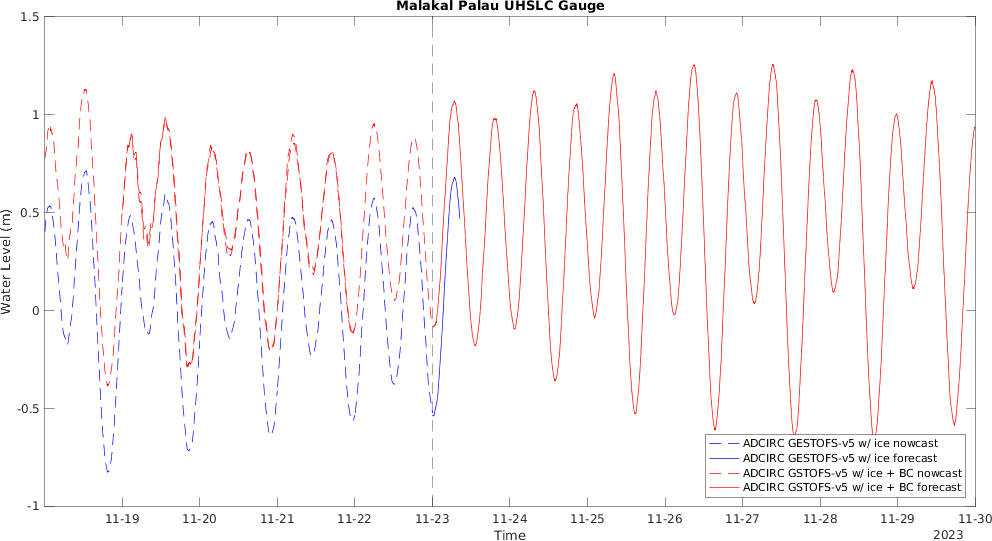 Malakal Palau UHSLC Gauge
1.5
1
0.5
0
-0.5
-1
Water Level (m)
ADCIRC GESTOFS-v5 w/ ice nowcast
ADCIRC GESTOFS-v5 w/ ice forecast
ADCIRC GSTOFS-v5 w/ ice + BC nowcast
ADCIRC GSTOFS-v5 w/ ice + BC forecast
11-19 11-20 11-21 11-22 11-23 11-24 11-25 11-26 11-27 11-28 11-29 11-30
Time
2023